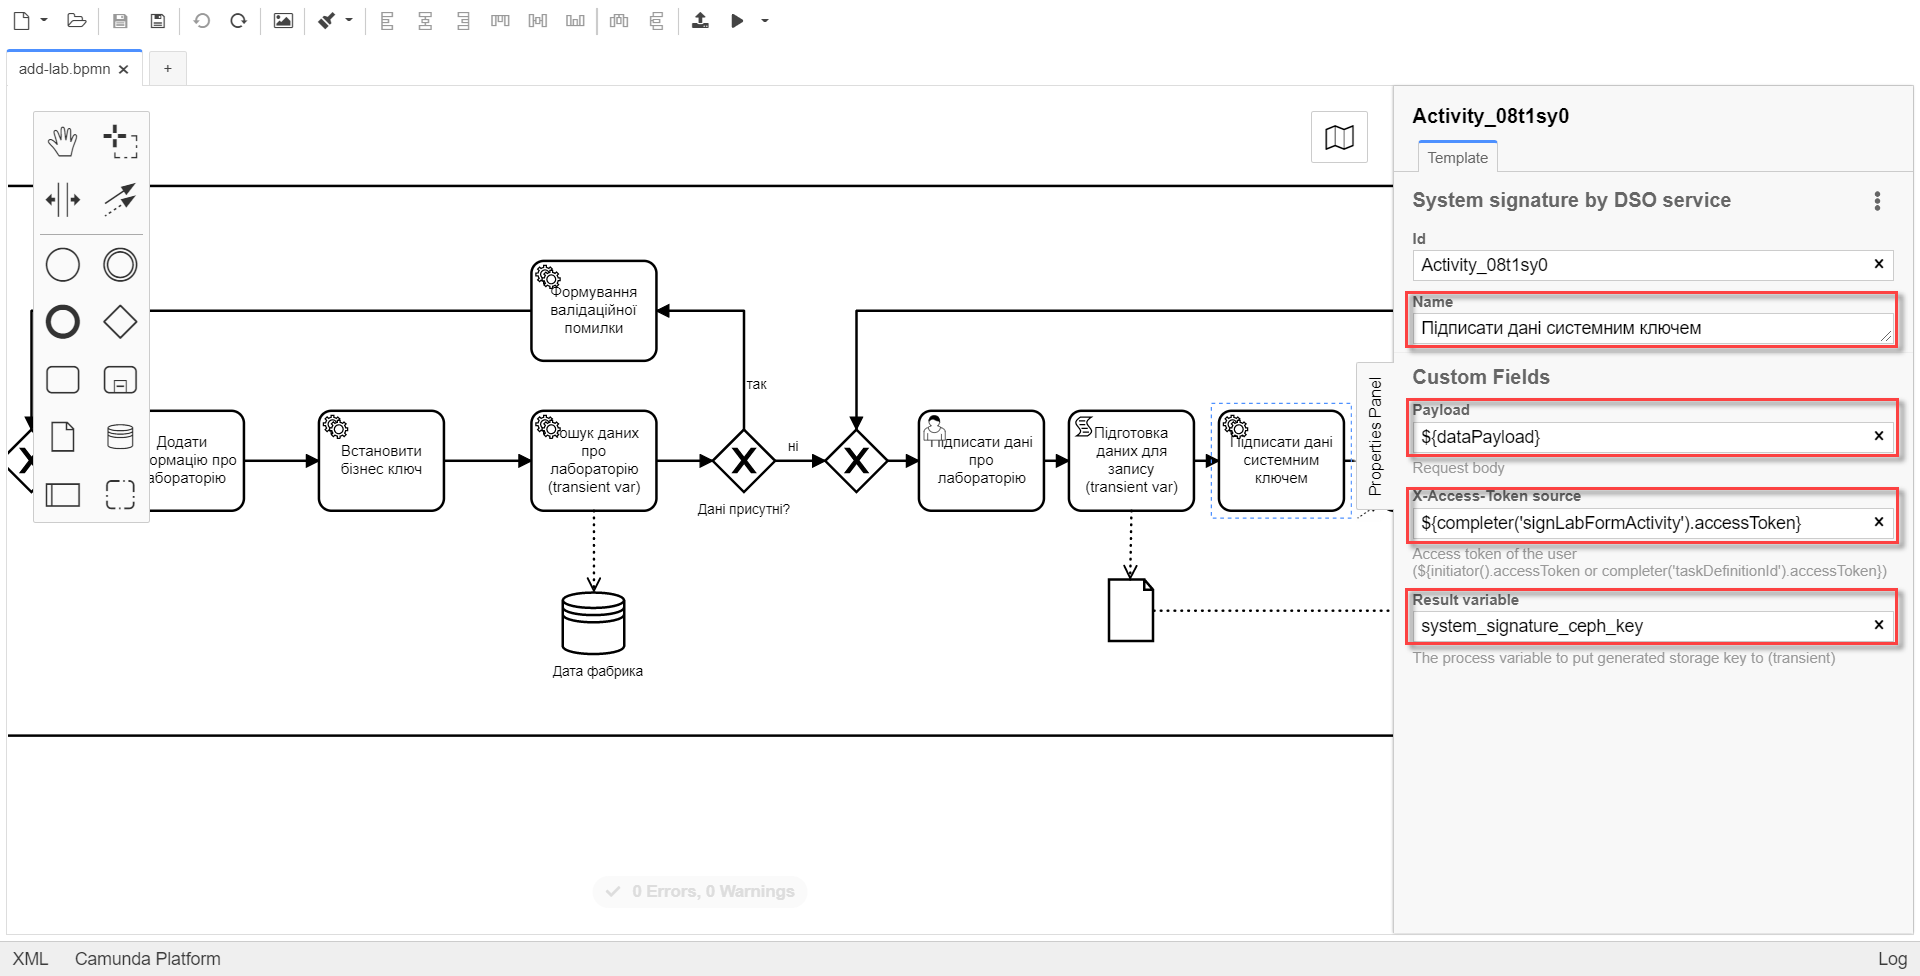 add-lab.bpmn
+
Activity_08t1sy0
Template
System signature by DSO service
Id
Activity_08t1sy0
Name
Підписати дані системним ключем
Custom Fields
Payload
${dataPayload}
Request body
X-Access-Token source
${completer('signLabFormActivity').accessToken}
Access token of the user
(${initiator().accessToken or completer('taskDefinitionId').accessToken})
Result variable
system_signature_ceph_key
The process variable to put generated storage key to (transient)
Properties Panel
Формування
валідаційної
помилки
так
Додати
ормацію про
абораторію
Встановити
бізнес ключ
ошук даних
про
лабораторію
(transient var)
ні
Дані присутні?
Підписати дані
про
лабораторію
Підготовка
даних для
запису
(transient var)
Підписати дані
системним
ключем
Дата фабрика
0 Errors, 0 Warnings
XML
Camunda Platform
Log